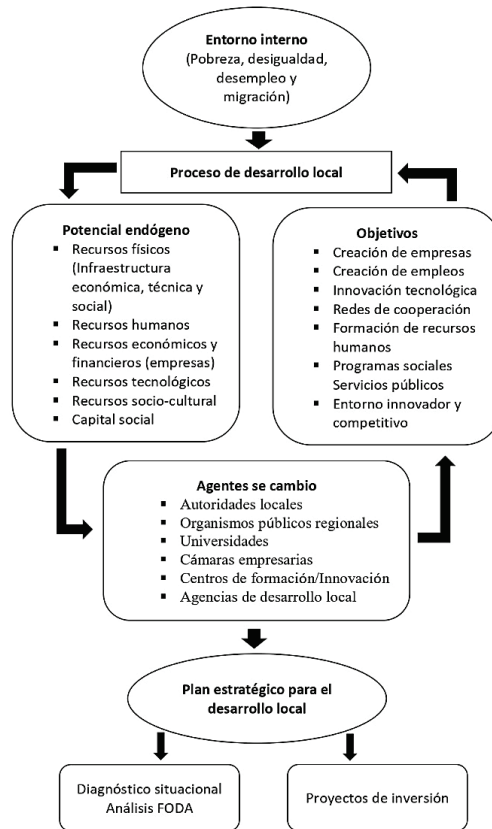 Entorno interno
(Pobreza, desigualdad,
desempleo y
migración)
Proceso de desarrollo local
Potencial endógeno
▪ Recursos físicos
(Infraestructura
económica, técnica y
social)
▪ Recursos humanos
▪ Recursos económicos y
financieros (empresas)
▪ Recursos tecnológicos
▪ Recursos socio-cultural
▪ Capital social
Objetivos
▪ Creación de empresas
▪ Creación de empleos
▪ Innovación tecnológica
▪ Redes de cooperación
▪ Formación de recursos
humanos
▪ Programas sociales
Servicios públicos
▪ Entorno innovador y
competitivo
Agentes se cambio
▪ Autoridades locales
▪ Organismos públicos regionales
▪ Universidades
▪ Cámaras empresarias
▪ Centros de formación/Innovación
▪ Agencias de desarrollo local
Plan estratégico para el
desarrollo local
Diagnóstico situacional
Análisis FODA
Proyectos de inversión